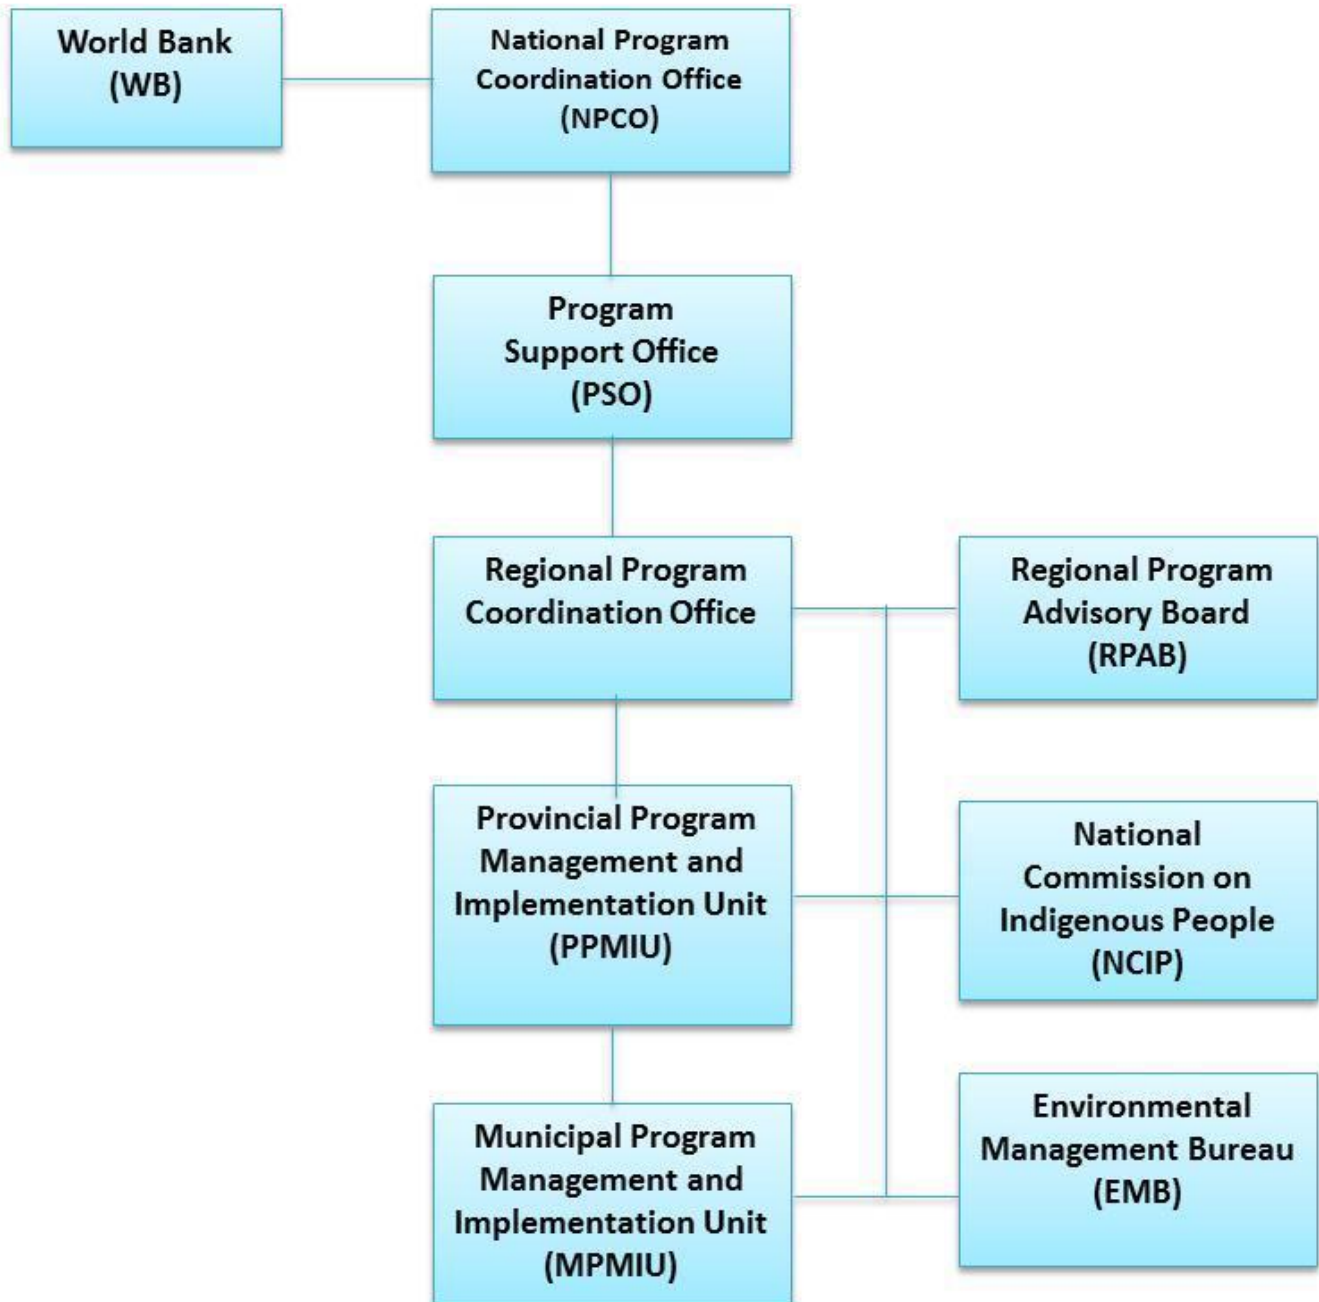 World Bank
(WB)
National Program
Coordination Office
(NPCO)
Program
Support Office
(PSO)
Regional Program
Coordination Office
Regional Program
Advisory Board
(RPAB)
Provincial Program
Management and
Implementation Unit
(PPMIU)
National
Commission on
Indigenous People
(NCIP)
Municipal Program
Management and
Implementation Unit
(MPMIU)
Environmental
Management Bureau
(EMB)